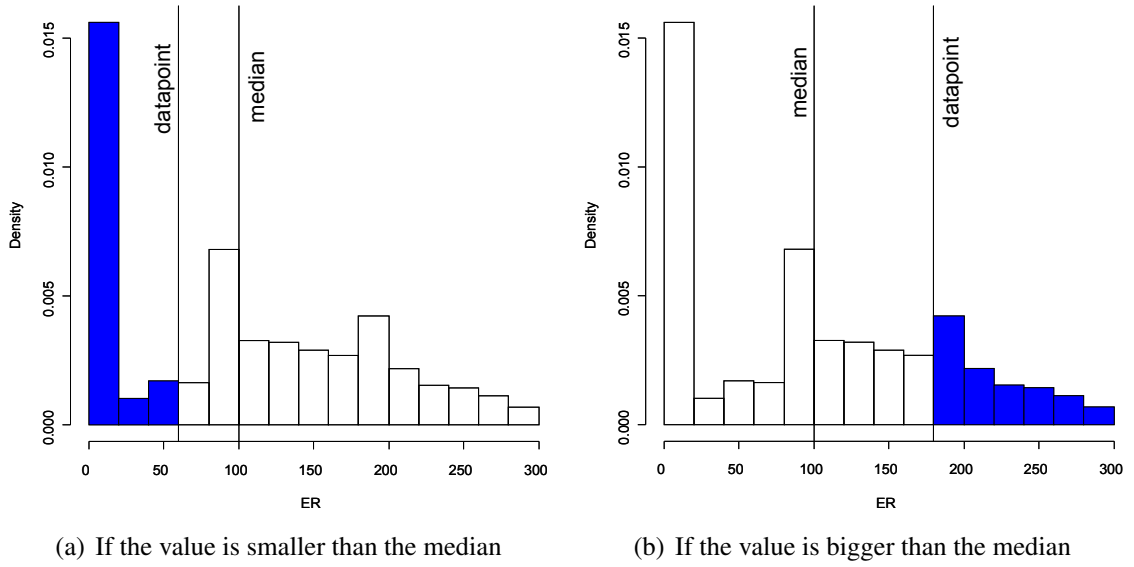 datapoint
median
0.015
0.010
0.005
0.000
Density
0 50 100 150 200 250 300
ER
(a) If the value is smaller than the median
median
datapoint
0.015
0.010
0.005
0.000
Density
0 50 100 150 200 250 300
ER
(b) If the value is bigger than the median